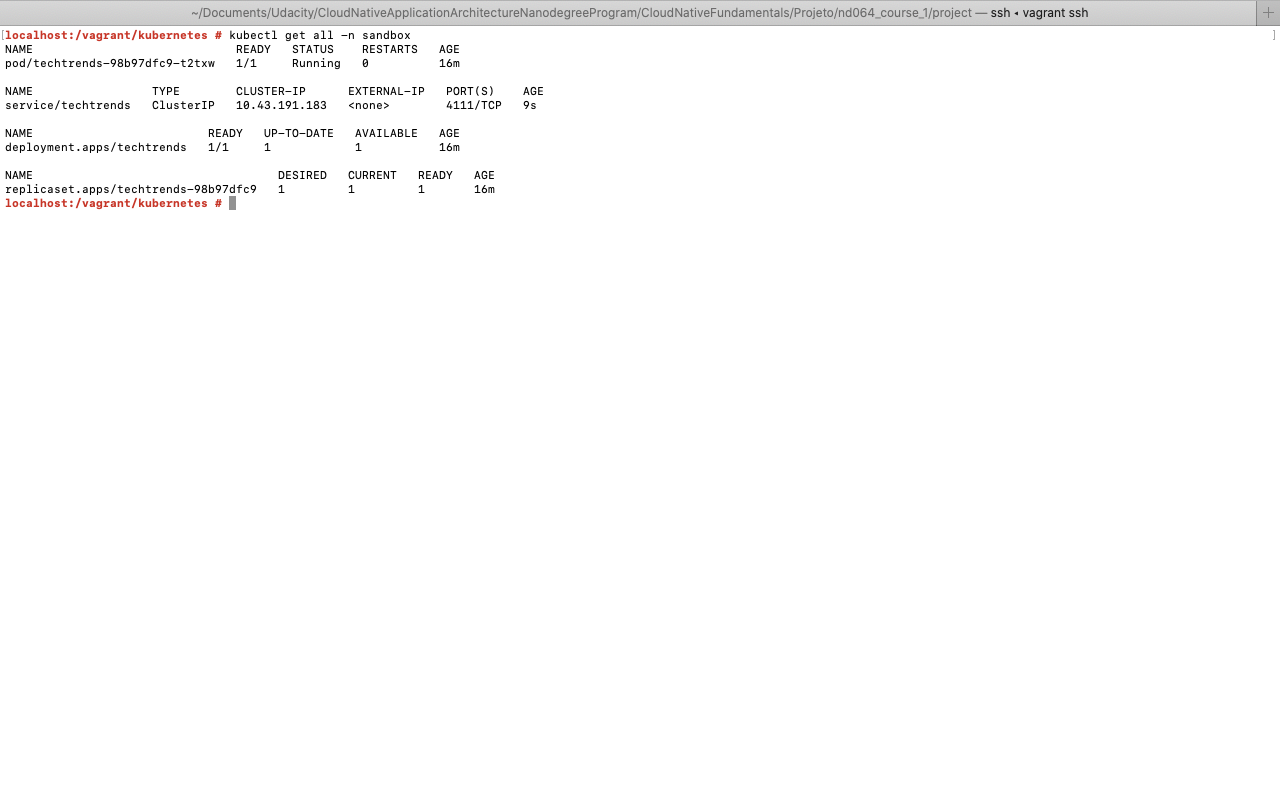 ~/Documents/Udacity/CloudNativeApplicationArchitectureNanodegreeProgram/CloudNativeFundamentals/Projeto/nd064_course_1/project — ssh ◂ vagrant ssh
[localhost:/vagrant/kubernetes # kubectl get all -n sandbox ]
NAME READY STATUS RESTARTS AGE
pod/techtrends-98b97dfc9-t2txw 1/1 Running 0 16m
NAME TYPE CLUSTER-IP EXTERNAL-IP PORT(S) AGE
service/techtrends ClusterIP 10.43.191.183 <none> 4111/TCP 9s
NAME READY UP-TO-DATE AVAILABLE AGE
deployment.apps/techtrends 1/1 1 1 16m
NAME DESIRED CURRENT READY AGE
replicaset.apps/techtrends-98b97dfc9 1 1 1 16m
localhost:/vagrant/kubernetes #